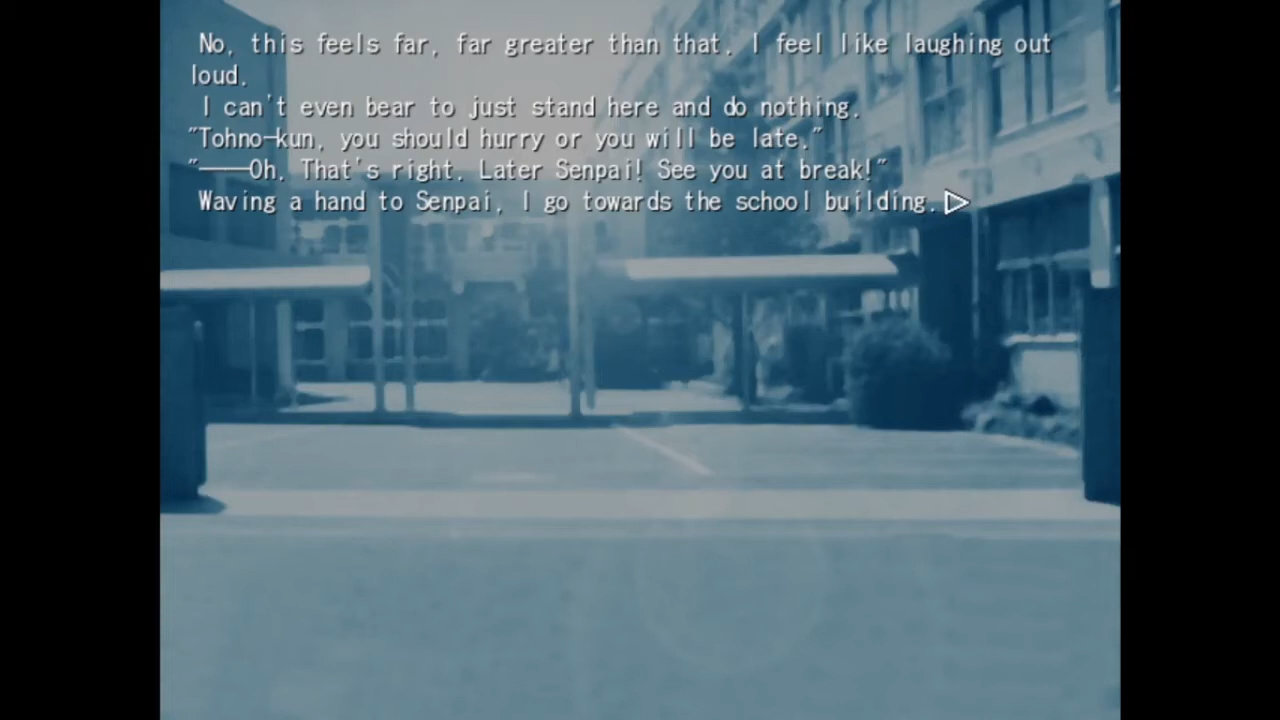 No, this feels far, far greater than that. I feel like laughing out
loud.
I can't even bear to just stand here and do nothing.
"Tohno-kun, you should hurry or you will be late."
"――Oh. That's right. Later Senpai! See you at break!"
Waving a hand to Senpai, I go towards the school building.